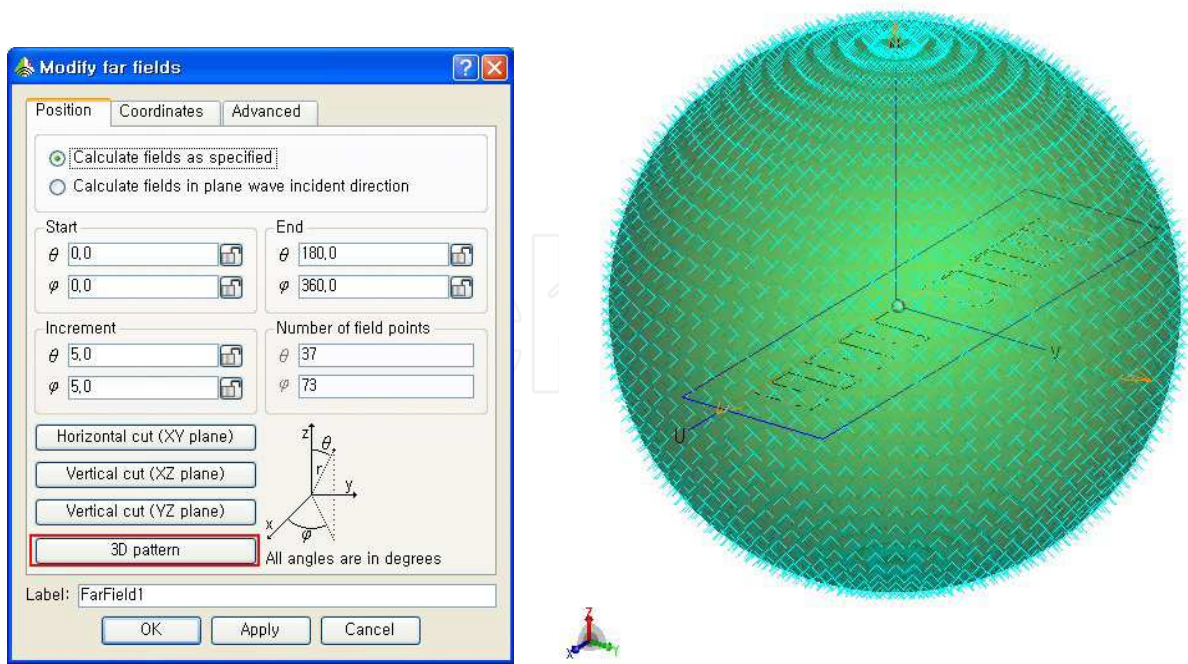 Modify far fields
Position Coordinates Advanced
Calculate fields as specified
Calculate fields in plane wave incident direction
Start
θ 0,0
φ 0,0
End
θ 180,0
φ 360,0
Increment
θ 5,0
φ 5,0
Number of field points
θ 37
φ 73
Horizontal cut (XY plane)
Vertical cut (XZ plane)
Vertical cut (YZ plane)
3D pattern
z θ
r
y
x φ
All angles are in degrees
Label: FarField1
OK Apply Cancel
N
V
U
Z
X Y